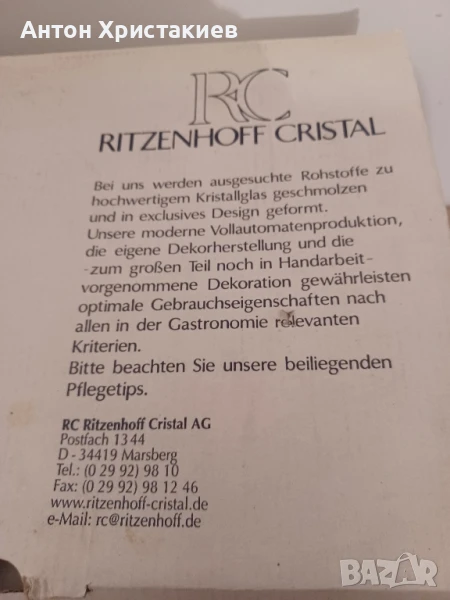 Антон Христакиев
RC
RITZENHOFF CRISTAL
Bei uns werden ausgesuchte Rohstoffe zu
hochwertigem Kristallglas geschmolzen
und in exclusives Design geformt.
Unsere moderne Vollautomatenproduktion,
die eigene Dekorherstellung und die
-zum großen Teil noch in Handarbeit-
vorgenommene Dekoration gewährleisten
optimale Gebrauchseigenschaften nach
allen in der Gastronomie relevanten
Kriterien.
Bitte beachten Sie unsere beiliegenden
Pflegetips.
RC Ritzenhoff Cristal AG
Postfach 13 44
D - 34419 Marsberg
Tel.: (0 29 92) 98 10
Fax: (0 29 92) 98 12 46
www.ritzenhoff-cristal.de
e-Mail: rc@ritzenhoff.de
BAZAR